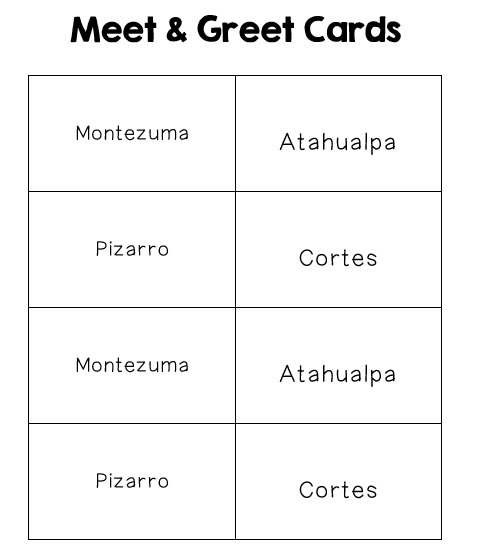 Meet & Greet Cards
Montezuma
Atahualpa
Pizarro
Cortes
Montezuma
Atahualpa
Pizarro
Cortes